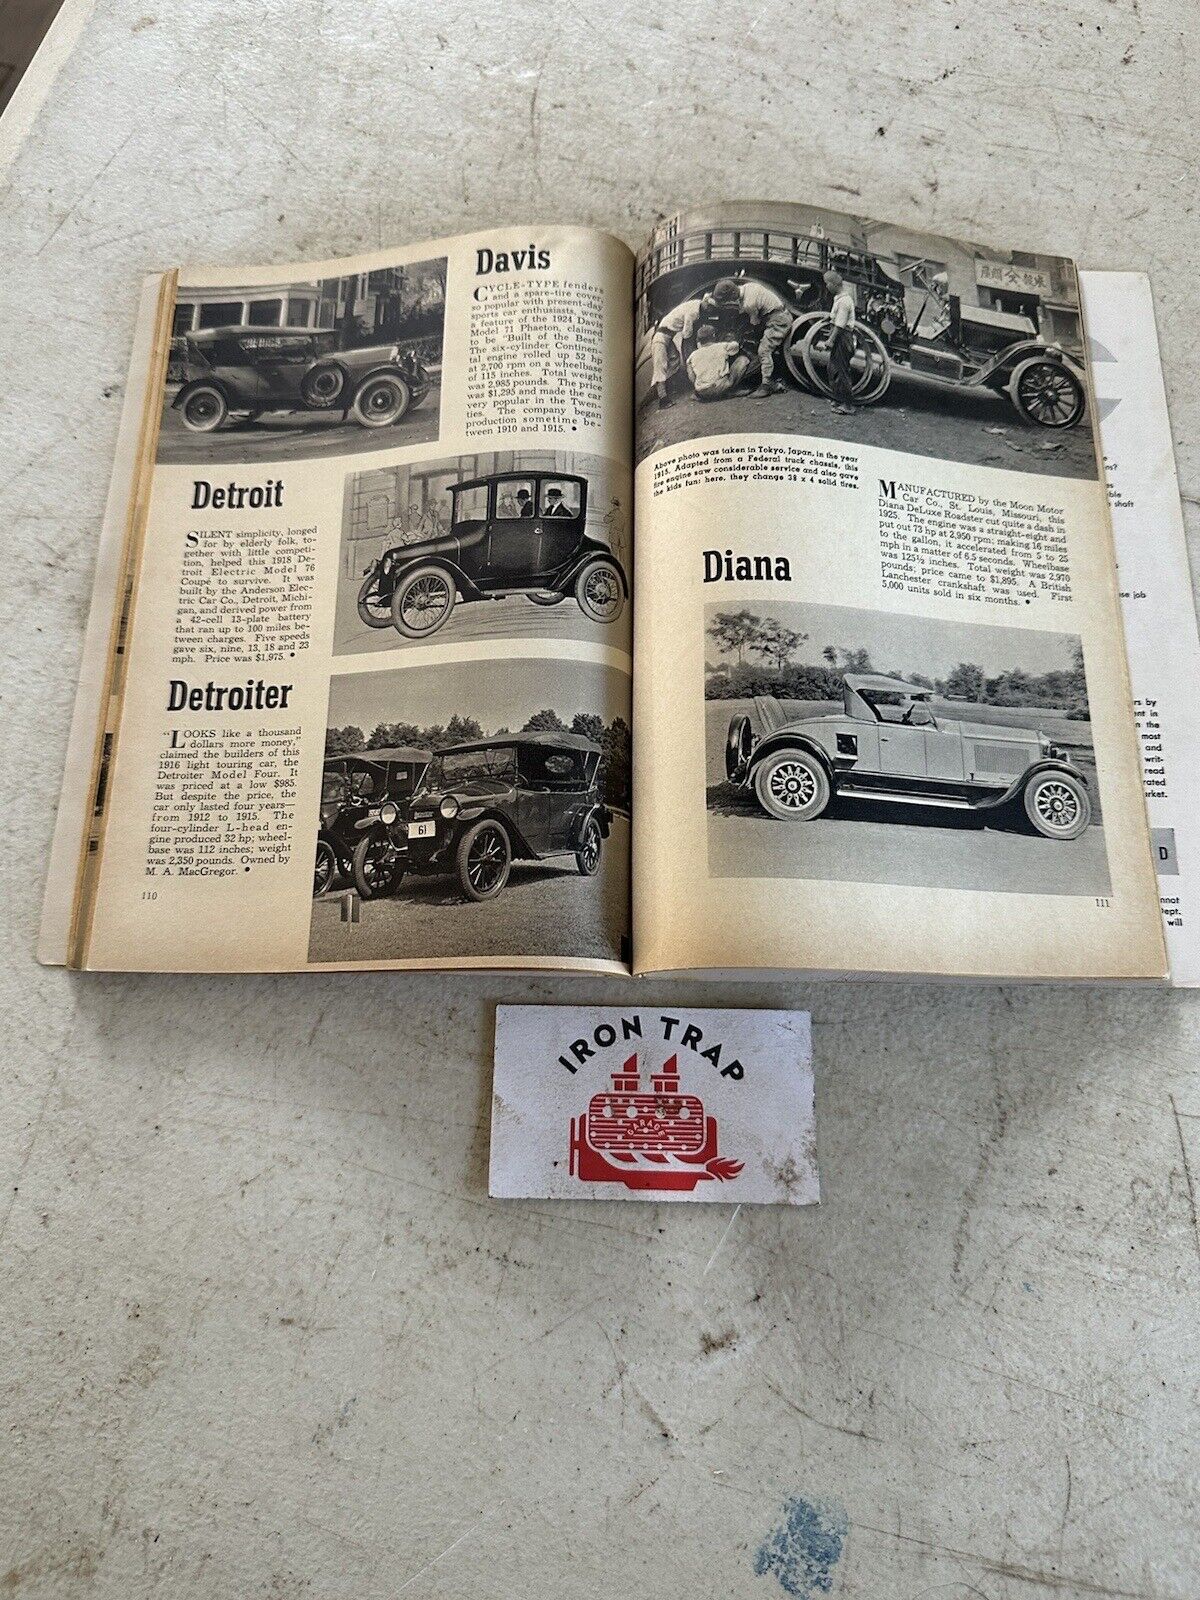 Davis
CYCLE-TYPE fenders
and a spare-tire cover,
so popular with present-day
sports car enthusiasts, were
a feature of the 1924 Davis
Model 71 Phaeton, claimed
to be "Built of the Best."
The six-cylinder Continen-
tal engine rolled up 52 hp
at 2,700 rpm on a wheelbase
of 115 inches. Total weight
was 2,985 pounds. The price
was $1,295 and made the car
very popular in the Twen-
ties. The company began
production sometime be-
tween 1910 and 1915. •
Detroit
SILENT simplicity, longed
for by elderly folk, to-
gether with little competi-
tion, helped this 1918 De-
troit Electric Model 76
Coupé to survive. It was
built by the Anderson Elec-
tric Car Co., Detroit, Michi-
gan, and derived power from
a 42-cell 13-plate battery
that ran up to 100 miles be-
tween charges. Five speeds
gave six, nine, 13, 18 and 23
mph. Price was $1,975. •
Detroiter
"LOOKS like a thousand
dollars more money,"
claimed the builders of this
1916 light touring car, the
Detroiter Model Four. It
was priced at a low $985.
But despite the price, the
car only lasted four years—
from 1912 to 1915. The
four-cylinder L-head en-
gine produced 32 hp; wheel-
base was 112 inches; weight
was 2,350 pounds. Owned by
M. A. MacGregor. •
61
110
Above photo was taken in Tokyo, Japan, in the year
1915. Adapted from a Federal truck chassis, this
fire engine saw considerable service and also gave
the kids fun; here, they change 38 x 4 solid tires.
MANUFACTURED by the Moon Motor
Car Co., St. Louis, Missouri, this
Diana DeLuxe Roadster cut quite a dash in
1925. The engine was a straight-eight and
put out 73 hp at 2,950 rpm; making 16 miles
to the gallon, it accelerated from 5 to 25
mph in a matter of 6.5 seconds. Wheelbase
was 125½ inches. Total weight was 2,970
pounds; price came to $1,895. A British
Lanchester crankshaft was used. First
5,000 units sold in six months. •
Diana
111
shaft
job
by
in
the
most
and
D
will
IRON TRAP
GARAGE